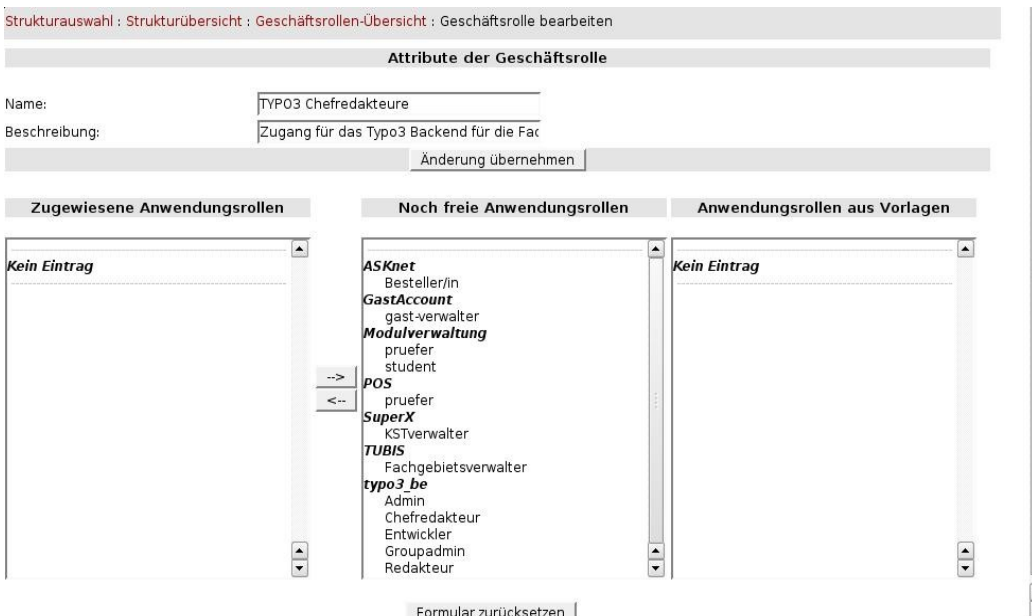 Strukturauswahl : Strukturübersicht : Geschäftsrollen-Übersicht : Geschäftsrolle bearbeiten
Attribute der Geschäftsrolle
Name:
TYPO3 Chefredakteure
Beschreibung:
Zugang für das Typo3 Backend für die Fac
Änderung übernehmen
Zugewiesene Anwendungsrollen
Kein Eintrag
-->
<--
Noch freie Anwendungsrollen
ASKnet
Besteller/in
GastAccount
gast-verwalter
Modulverwaltung
pruefer
student
POS
pruefer
SuperX
KSTverwalter
TUBIS
Fachgebietsverwalter
typo3_be
Admin
Chefredakteur
Entwickler
Groupadmin
Redakteur
Anwendungsrollen aus Vorlagen
Kein Eintrag
Formular zurücksetzen